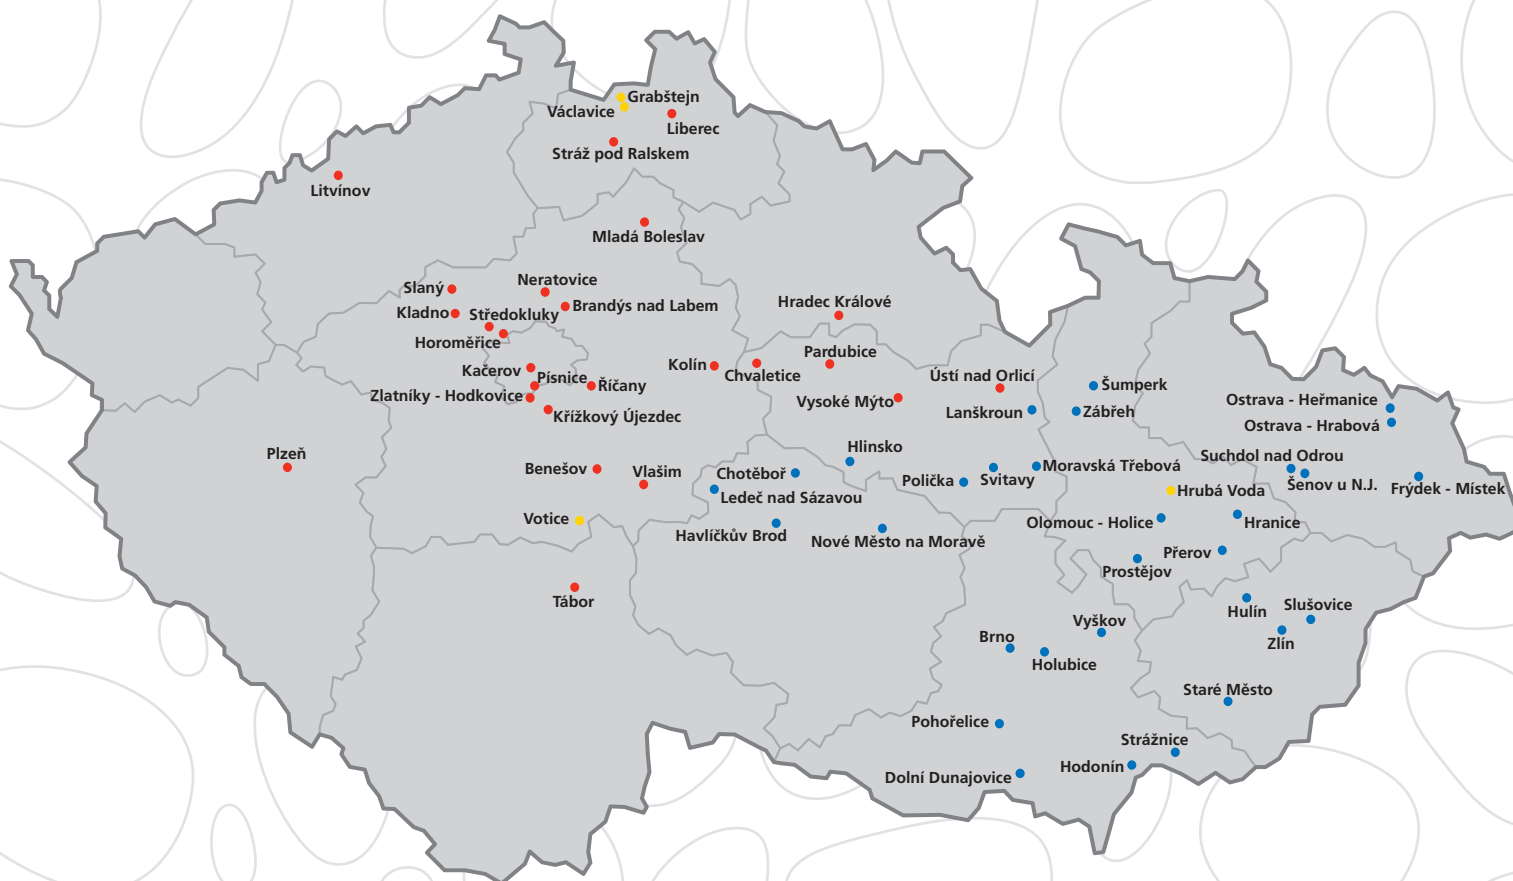 Grabštejn
Václavice
Liberec
Stráž pod Ralskem
Litvínov
Mladá Boleslav
Neratovice
Slaný
Brandýs nad Labem
Hradec Králové
Kladno
Středokluky
Horoměřice
Pardubice
Kolín
Kačerov
Chvaletice
Ústí nad Orlicí
Písnice
Říčany
Šumperk
Zlatníky - Hodkovice
Vysoké Mýto
Ostrava - Heřmanice
Lanškroun
Zábřeh
Křížkový Újezdec
Ostrava - Hrabová
Hlinsko
Plzeň
Suchdol nad Odrou
Benešov
Vlašim
Chotěboř
Moravská Třebová
Polička
Svitavy
Šenov u N.J.
Frýdek - Místek
Hrubá Voda
Ledeč nad Sázavou
Votice
Olomouc - Holice
Hranice
Havlíčkův Brod
Nové Město na Moravě
Přerov
Prostějov
Tábor
Slušovice
Hulín
Vyškov
Brno
Zlín
Holubice
Staré Město
Pohořelice
Strážnice
Hodonín
Dolní Dunajovice